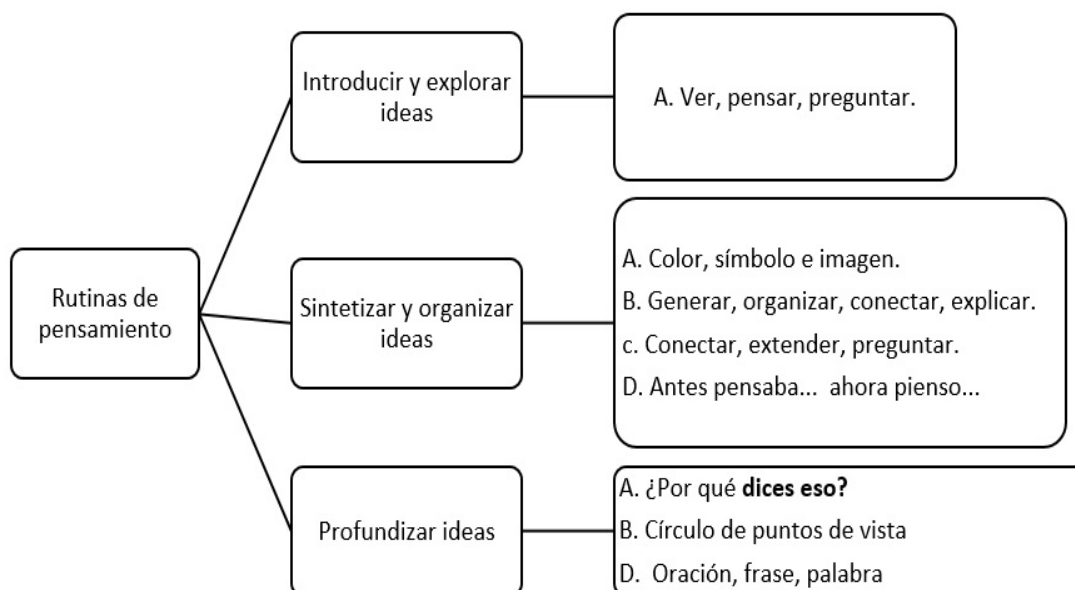 Rutinas de
pensamiento
Introducir y explorar
ideas
A. Ver, pensar, preguntar.
Sintetizar y organizar
ideas
A. Color, símbolo e imagen.
B. Generar, organizar, conectar, explicar.
c. Conectar, extender, preguntar.
D. Antes pensaba... ahora pienso...
Profundizar ideas
A. ¿Por qué dices eso?
B. Círculo de puntos de vista
D. Oración, frase, palabra